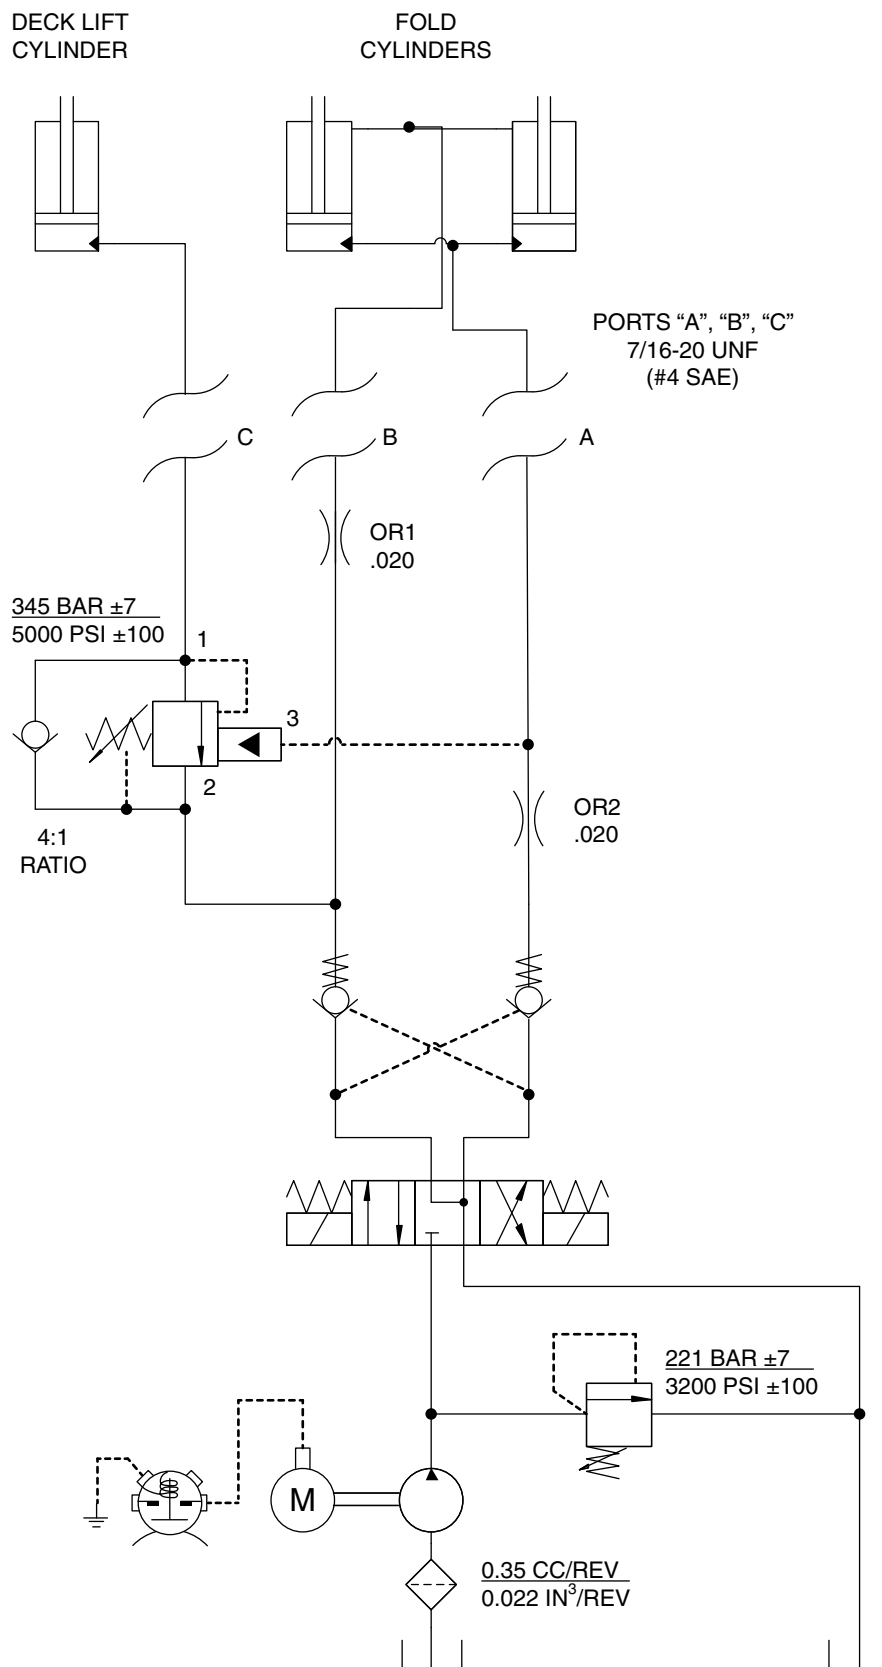 DECK LIFT
CYLINDER
FOLD
CYLINDERS
PORTS “A”, “B”, “C”
7/16-20 UNF
(#4 SAE)
C
B
A
OR1
.020
345 BAR ±7
5000 PSI ±100
1
3
2
OR2
.020
4:1
RATIO
221 BAR ±7
3200 PSI ±100
M
0.35 CC/REV
0.022 IN³/REV